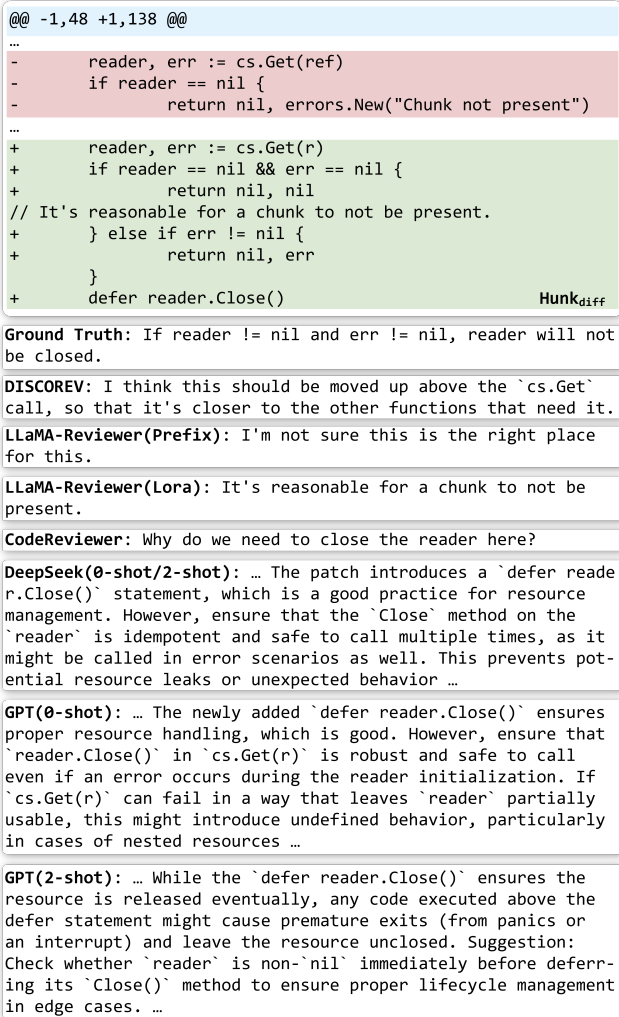 @@ -1,48 +1,138 @@
…
-       reader, err := cs.Get(ref)
-       if reader == nil {
-               return nil, errors.New("Chunk not present")
…
+       reader, err := cs.Get(r)
+       if reader == nil && err == nil {
+               return nil, nil
// It's reasonable for a chunk to not be present.
+       } else if err != nil {
+               return nil, err
        }
+       defer reader.Close()                         Hunkdiff
Ground Truth: If reader != nil and err != nil, reader will not
be closed.
DISCOREV: I think this should be moved up above the `cs.Get`
call, so that it's closer to the other functions that need it.
LLaMA-Reviewer(Prefix): I'm not sure this is the right place
for this.
LLaMA-Reviewer(Lora): It's reasonable for a chunk to not be
present.
CodeReviewer: Why do we need to close the reader here?
DeepSeek(0-shot/2-shot): … The patch introduces a `defer reade
r.Close()` statement, which is a good practice for resource
management. However, ensure that the `Close` method on the
`reader` is idempotent and safe to call multiple times, as it
might be called in error scenarios as well. This prevents pot-
ential resource leaks or unexpected behavior …
GPT(0-shot): … The newly added `defer reader.Close()` ensures
proper resource handling, which is good. However, ensure that
`reader.Close()` in `cs.Get(r)` is robust and safe to call
even if an error occurs during the reader initialization. If
`cs.Get(r)` can fail in a way that leaves `reader` partially
usable, this might introduce undefined behavior, particularly
in cases of nested resources …
GPT(2-shot): … While the `defer reader.Close()` ensures the
resource is released eventually, any code executed above the
defer statement might cause premature exits (from panics or
an interrupt) and leave the resource unclosed. Suggestion:
Check whether `reader` is non-`nil` immediately before deferr-
ing its `Close()` method to ensure proper lifecycle management
in edge cases. …